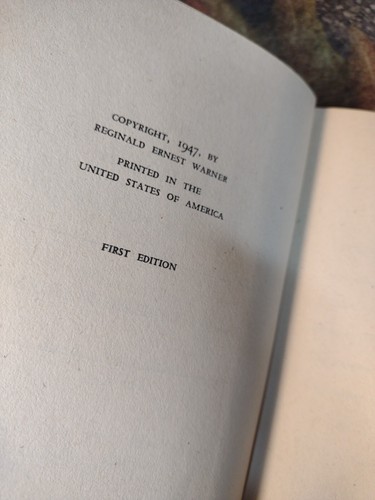 COPYRIGHT, 1947, BY
REGINALD ERNEST WARNER
PRINTED IN THE
UNITED STATES OF AMERICA
FIRST EDITION